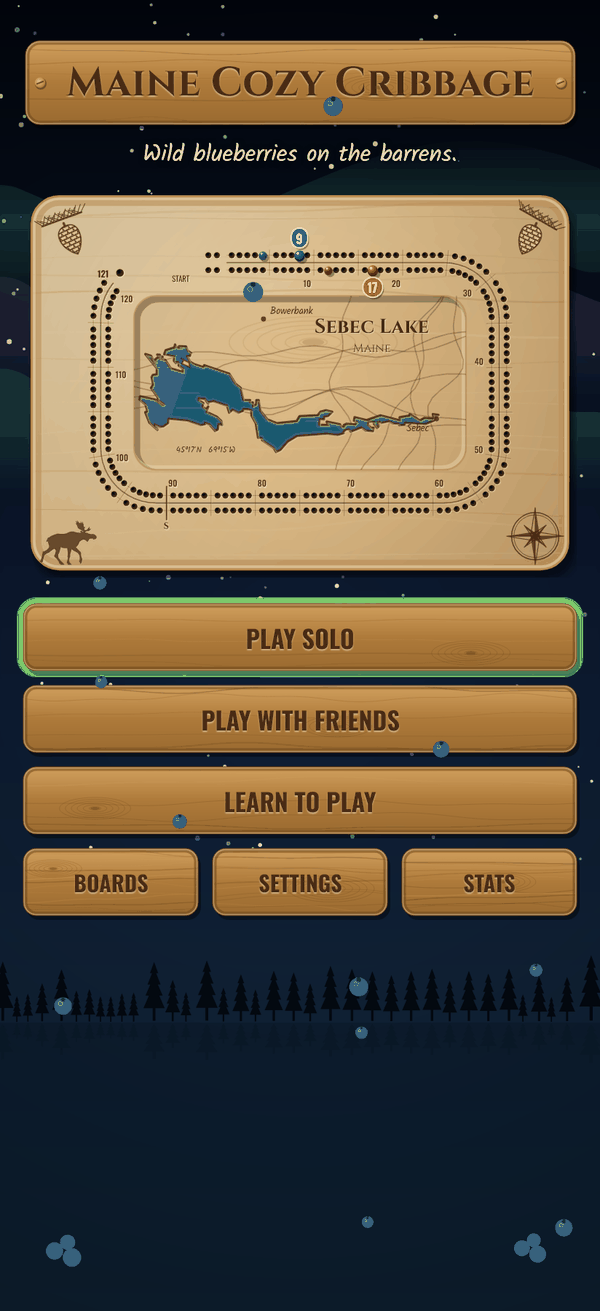 Maine Cozy Cribbage
Wild blueberries on the barrens.
9
121
START
10
20
17
120
30
Bowerbank
Sebec Lake
Maine
40
110
Sebec
45°17'N 69°15'W
100
50
90
80
70
60
S
PLAY SOLO
PLAY WITH FRIENDS
LEARN TO PLAY
BOARDS
SETTINGS
STATS